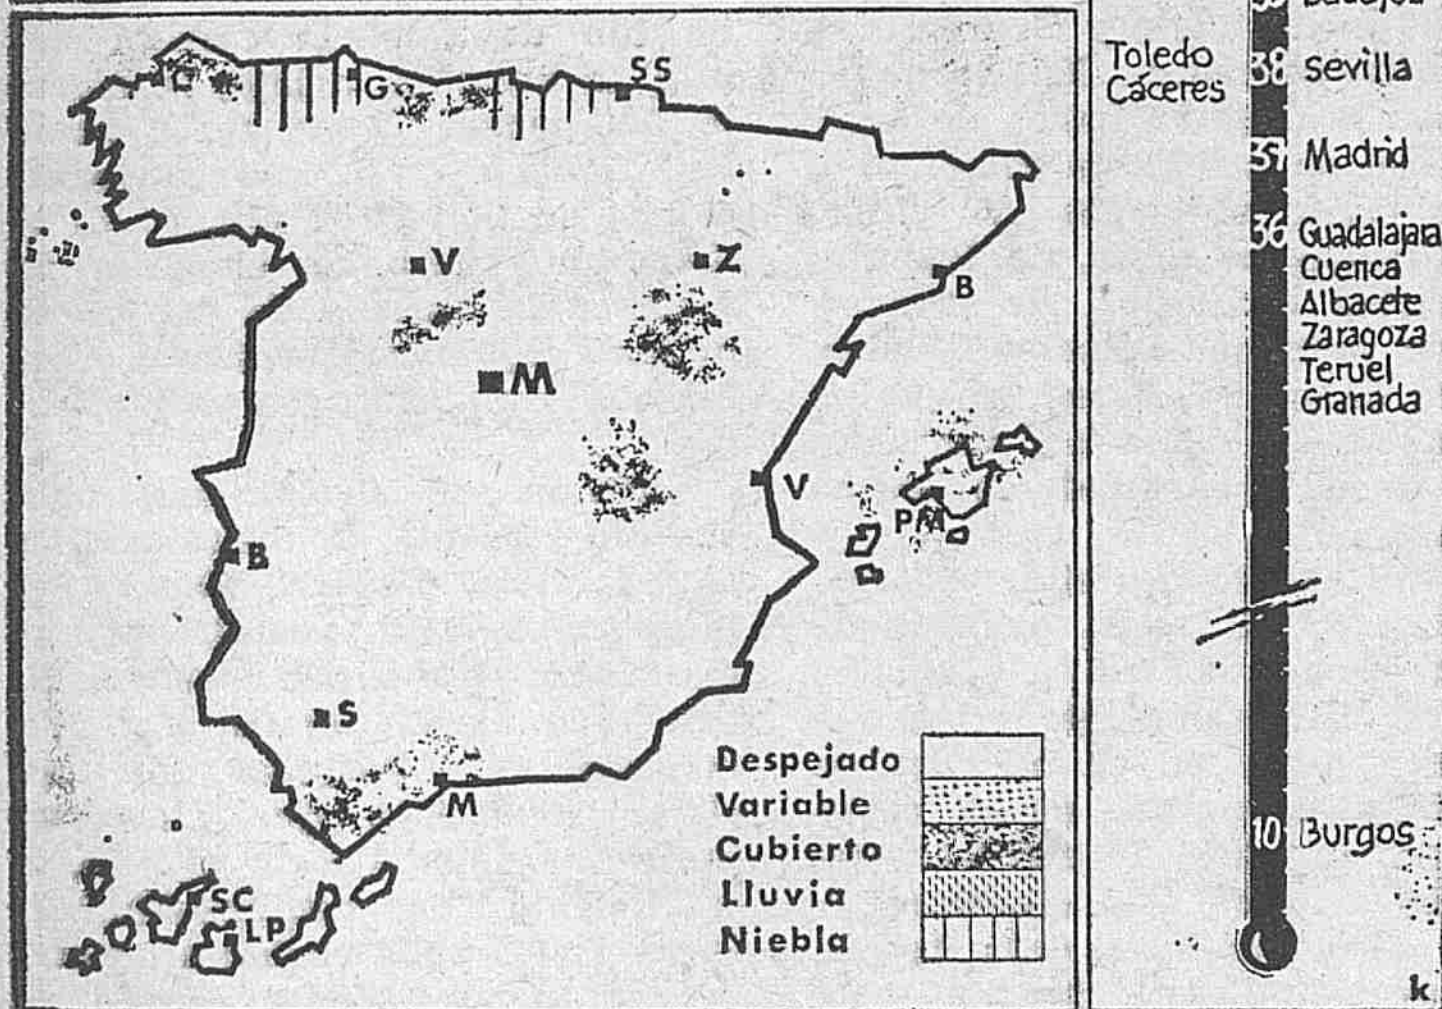 C
G
SS
V
Z
B
M
V
PM
B
S
M
SC
LP
Despejado
Variable
Cubierto
Lluvia
Niebla
Toledo
Cáceres
38 Sevilla
37 Madrid
36 Guadalajara
Cuenca
Albacete
Zaragoza
Teruel
Granada
10 Burgos
k